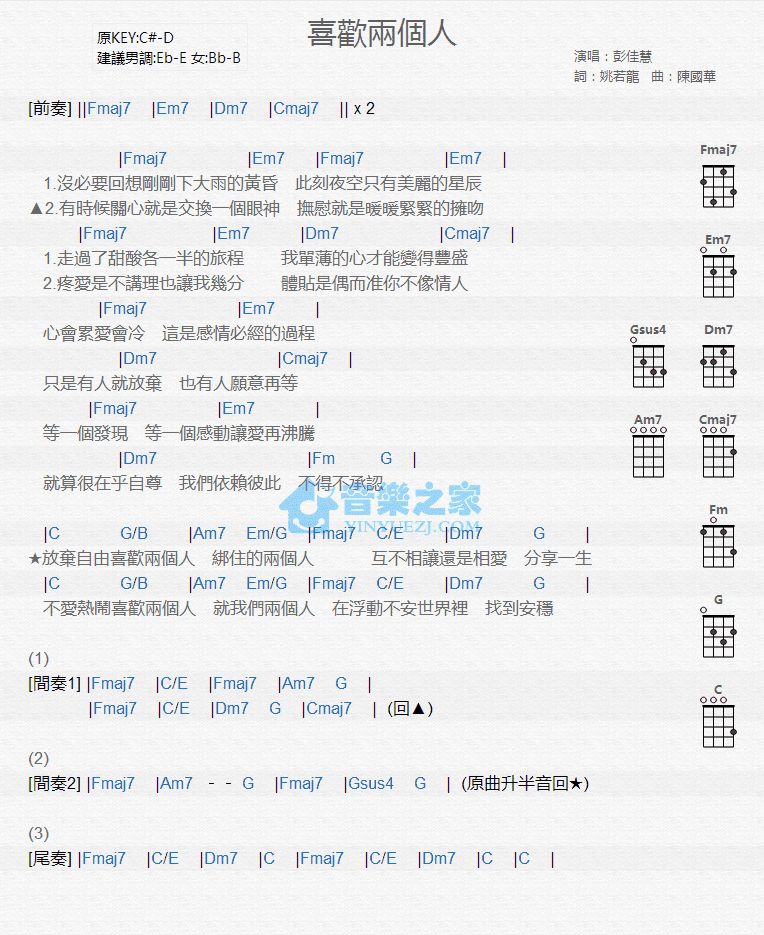 喜歡兩個人
原KEY:C#-D
建議男調:Eb-E 女:Bb-B
演唱：彭佳慧
詞：姚若龍 曲：陳國華
[前奏] ||Fmaj7 |Em7 |Dm7 |Cmaj7 || x 2
|Fmaj7 |Em7 |Fmaj7 |Em7 |
1.沒必要回想剛剛下大雨的黃昏 此刻夜空只有美麗的星辰
▲2.有時候關心就是交換一個眼神 撫慰就是暖暖緊緊的擁吻
|Fmaj7 |Em7 |Dm7 |Cmaj7 |
1.走過了甜酸各一半的旅程 我單薄的心才能變得豐盛
2.疼愛是不講理也讓我幾分 體貼是偶而准你不像情人
|Fmaj7 |Em7 |
心會累愛會冷 這是感情必經的過程
|Dm7 |Cmaj7 |
只是有人就放棄 也有人願意再等
|Fmaj7 |Em7 |
等一個發現 等一個感動讓愛再沸騰
|Dm7 |Fm G |
就算很在乎自尊 我們依賴彼此 不得不承認
音樂之家
YINYUEZJ.COM
|C G/B |Am7 Em/G |Fmaj7 C/E |Dm7 G |
★放棄自由喜歡兩個人 綁住的兩個人 互不相讓還是相愛 分享一生
|C G/B |Am7 Em/G |Fmaj7 C/E |Dm7 G |
不愛熱鬧喜歡兩個人 就我們兩個人 在浮動不安世界裡 找到安穩
(1)
[間奏1] |Fmaj7 |C/E |Fmaj7 |Am7 G |
|Fmaj7 |C/E |Dm7 G |Cmaj7 | (回▲)
(2)
[間奏2] |Fmaj7 |Am7 - - G |Fmaj7 |Gsus4 G | (原曲升半音回★)
(3)
[尾奏] |Fmaj7 |C/E |Dm7 |C |Fmaj7 |C/E |Dm7 |C |C |
Fmaj7
Em7
Gsus4 Dm7
Am7 Cmaj7
Fm
G
C